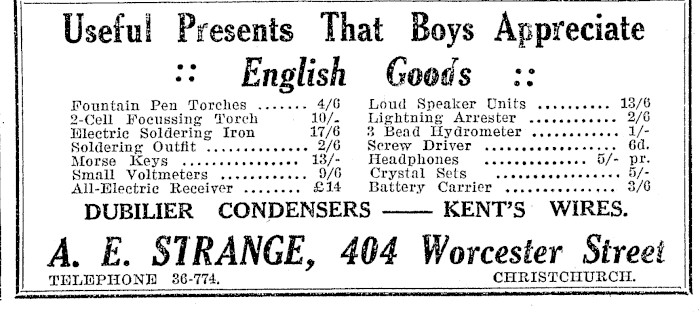 Useful Presents That Boys Appreciate
:: English Goods ::
Fountain Pen Torches ....... 4/6
2-Cell Focussing Torch 10/-
Electric Soldering Iron 17/6
Soldering Outfit .............. 2/6
Morse Keys ................ 13/-
Small Voltmeters ........... 9/6
All-Electric Receiver ....... £14
Loud Speaker Units .......... 13/6
Lightning Arrester ........... 2/6
3 Bead Hydrometer ........... 1/-
Screw Driver ................ 6d.
Headphones .............. 5/- pr.
Crystal Sets ................. 5/-
Battery Carrier .............. 3/6
DUBILIER CONDENSERS — KENT'S WIRES.
A. E. STRANGE, 404 Worcester Street
TELEPHONE 36-774. CHRISTCHURCH.